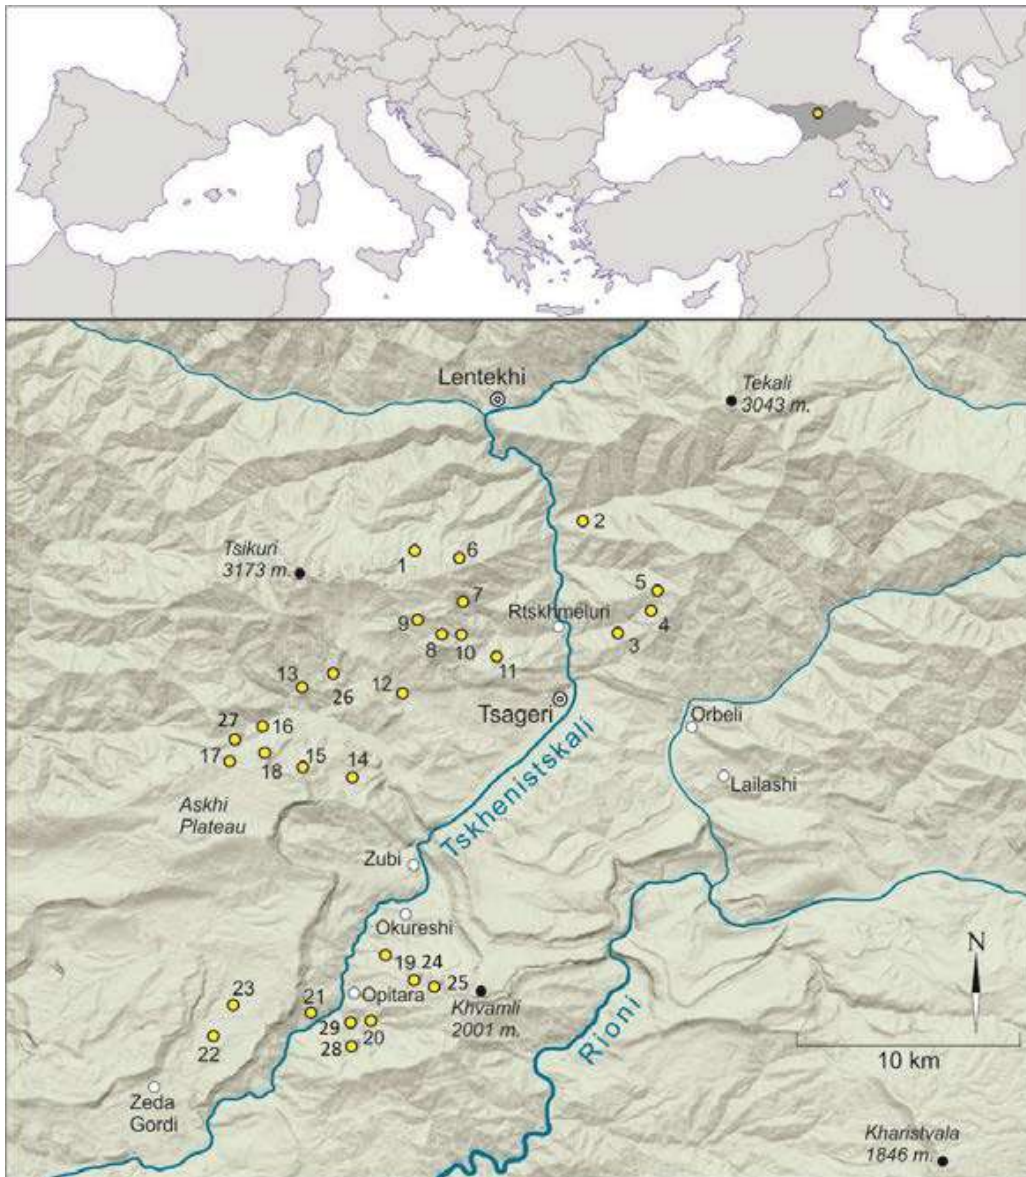 Lentekhi
Tekali
3043 m.
2
Tsikuri
3173 m.
1
6
5
7
4
Rtskhmeluri
9
3
8
10
11
13
26
12
Tsageri
Orbeli
27
16
17
18
15
14
Lailashi
Askhi
Plateau
Tskhenistskali
Zubi
Okureshi
19
24
25
N
23
21
Opitara
Khvamli
2001 m.
29
20
22
28
Rioni
10 km
Zeda
Gordi
Kharistvala
1846 m.